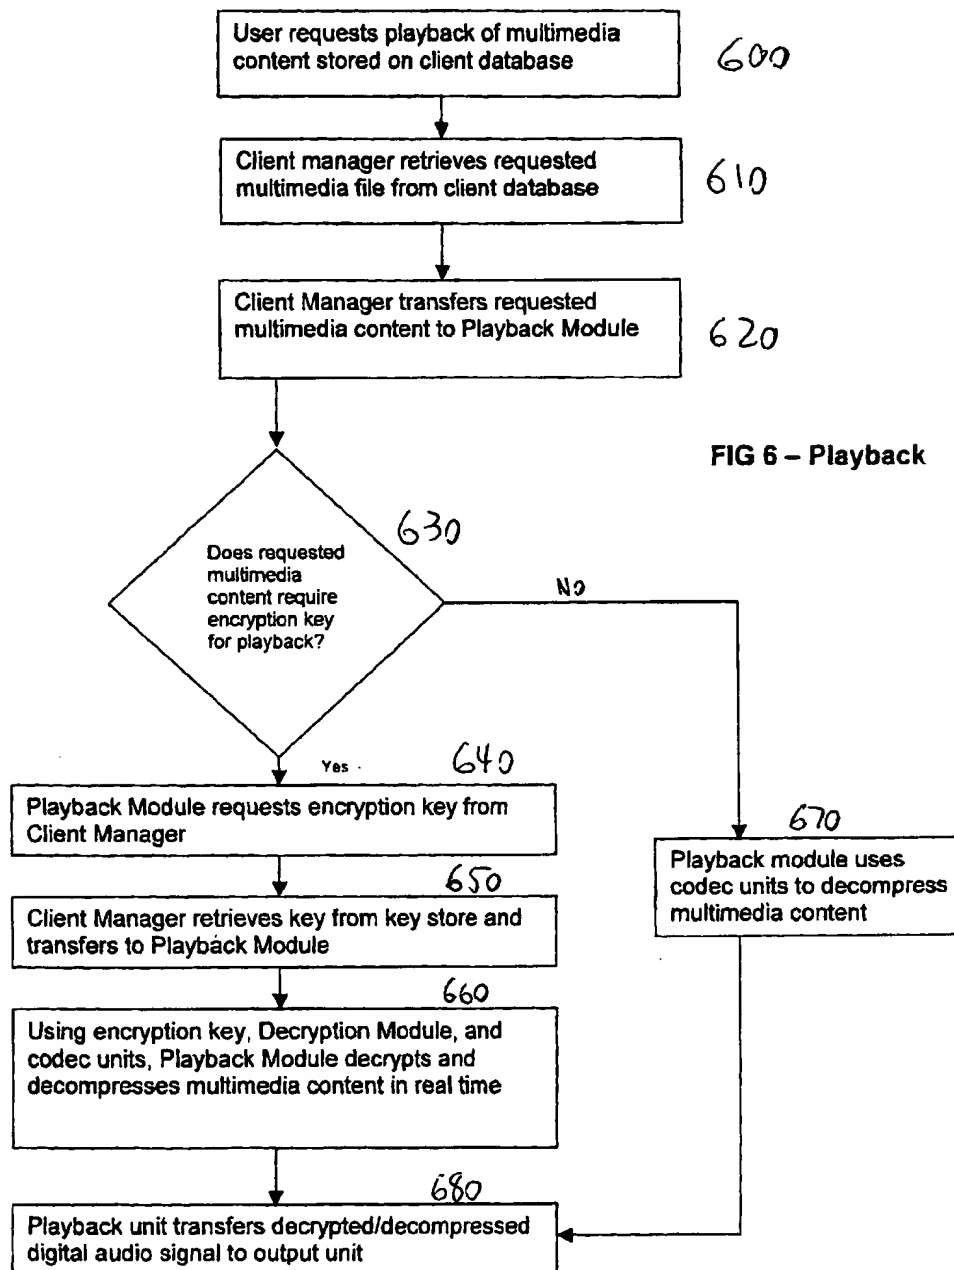 User requests playback of multimedia
content stored on client database
600
Client manager retrieves requested
multimedia file from client database
610
Client Manager transfers requested
multimedia content to Playback Module
620
FIG 6 – Playback
630
Does requested
multimedia
content require
encryption key
for playback?
No
Yes
640
Playback Module requests encryption key from
Client Manager
670
Playback module uses
codec units to decompress
multimedia content
650
Client Manager retrieves key from key store and
transfers to Playback Module
660
Using encryption key, Decryption Module, and
codec units, Playback Module decrypts and
decompresses multimedia content in real time
680
Playback unit transfers decrypted/decompressed
digital audio signal to output unit